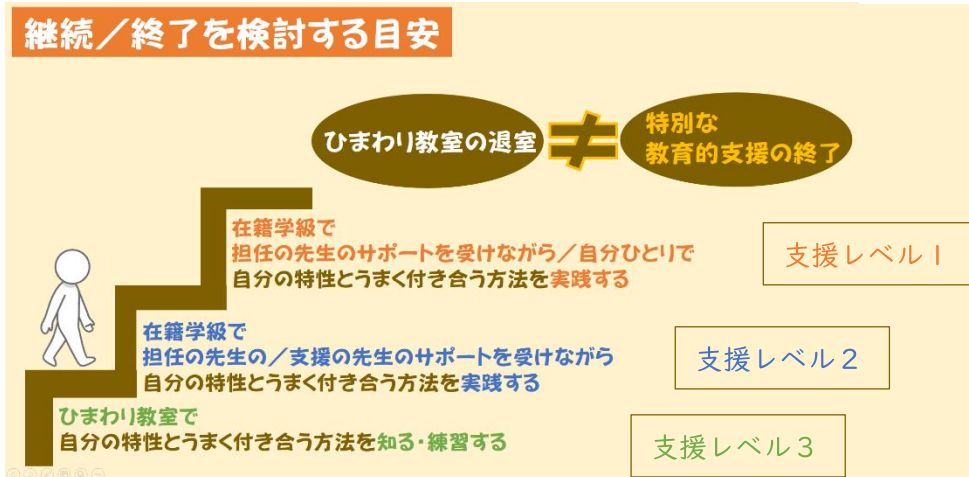 継続／終了を検討する目安
ひまわり教室の退室
≠
特別な
教育的支援の終了
在籍学級で
担任の先生のサポートを受けながら／自分ひとりで
自分の特性とうまく付き合う方法を実践する
支援レベル１
在籍学級で
担任の先生の／支援の先生のサポートを受けながら
自分の特性とうまく付き合う方法を実践する
支援レベル２
ひまわり教室で
自分の特性とうまく付き合う方法を知る・練習する
支援レベル３